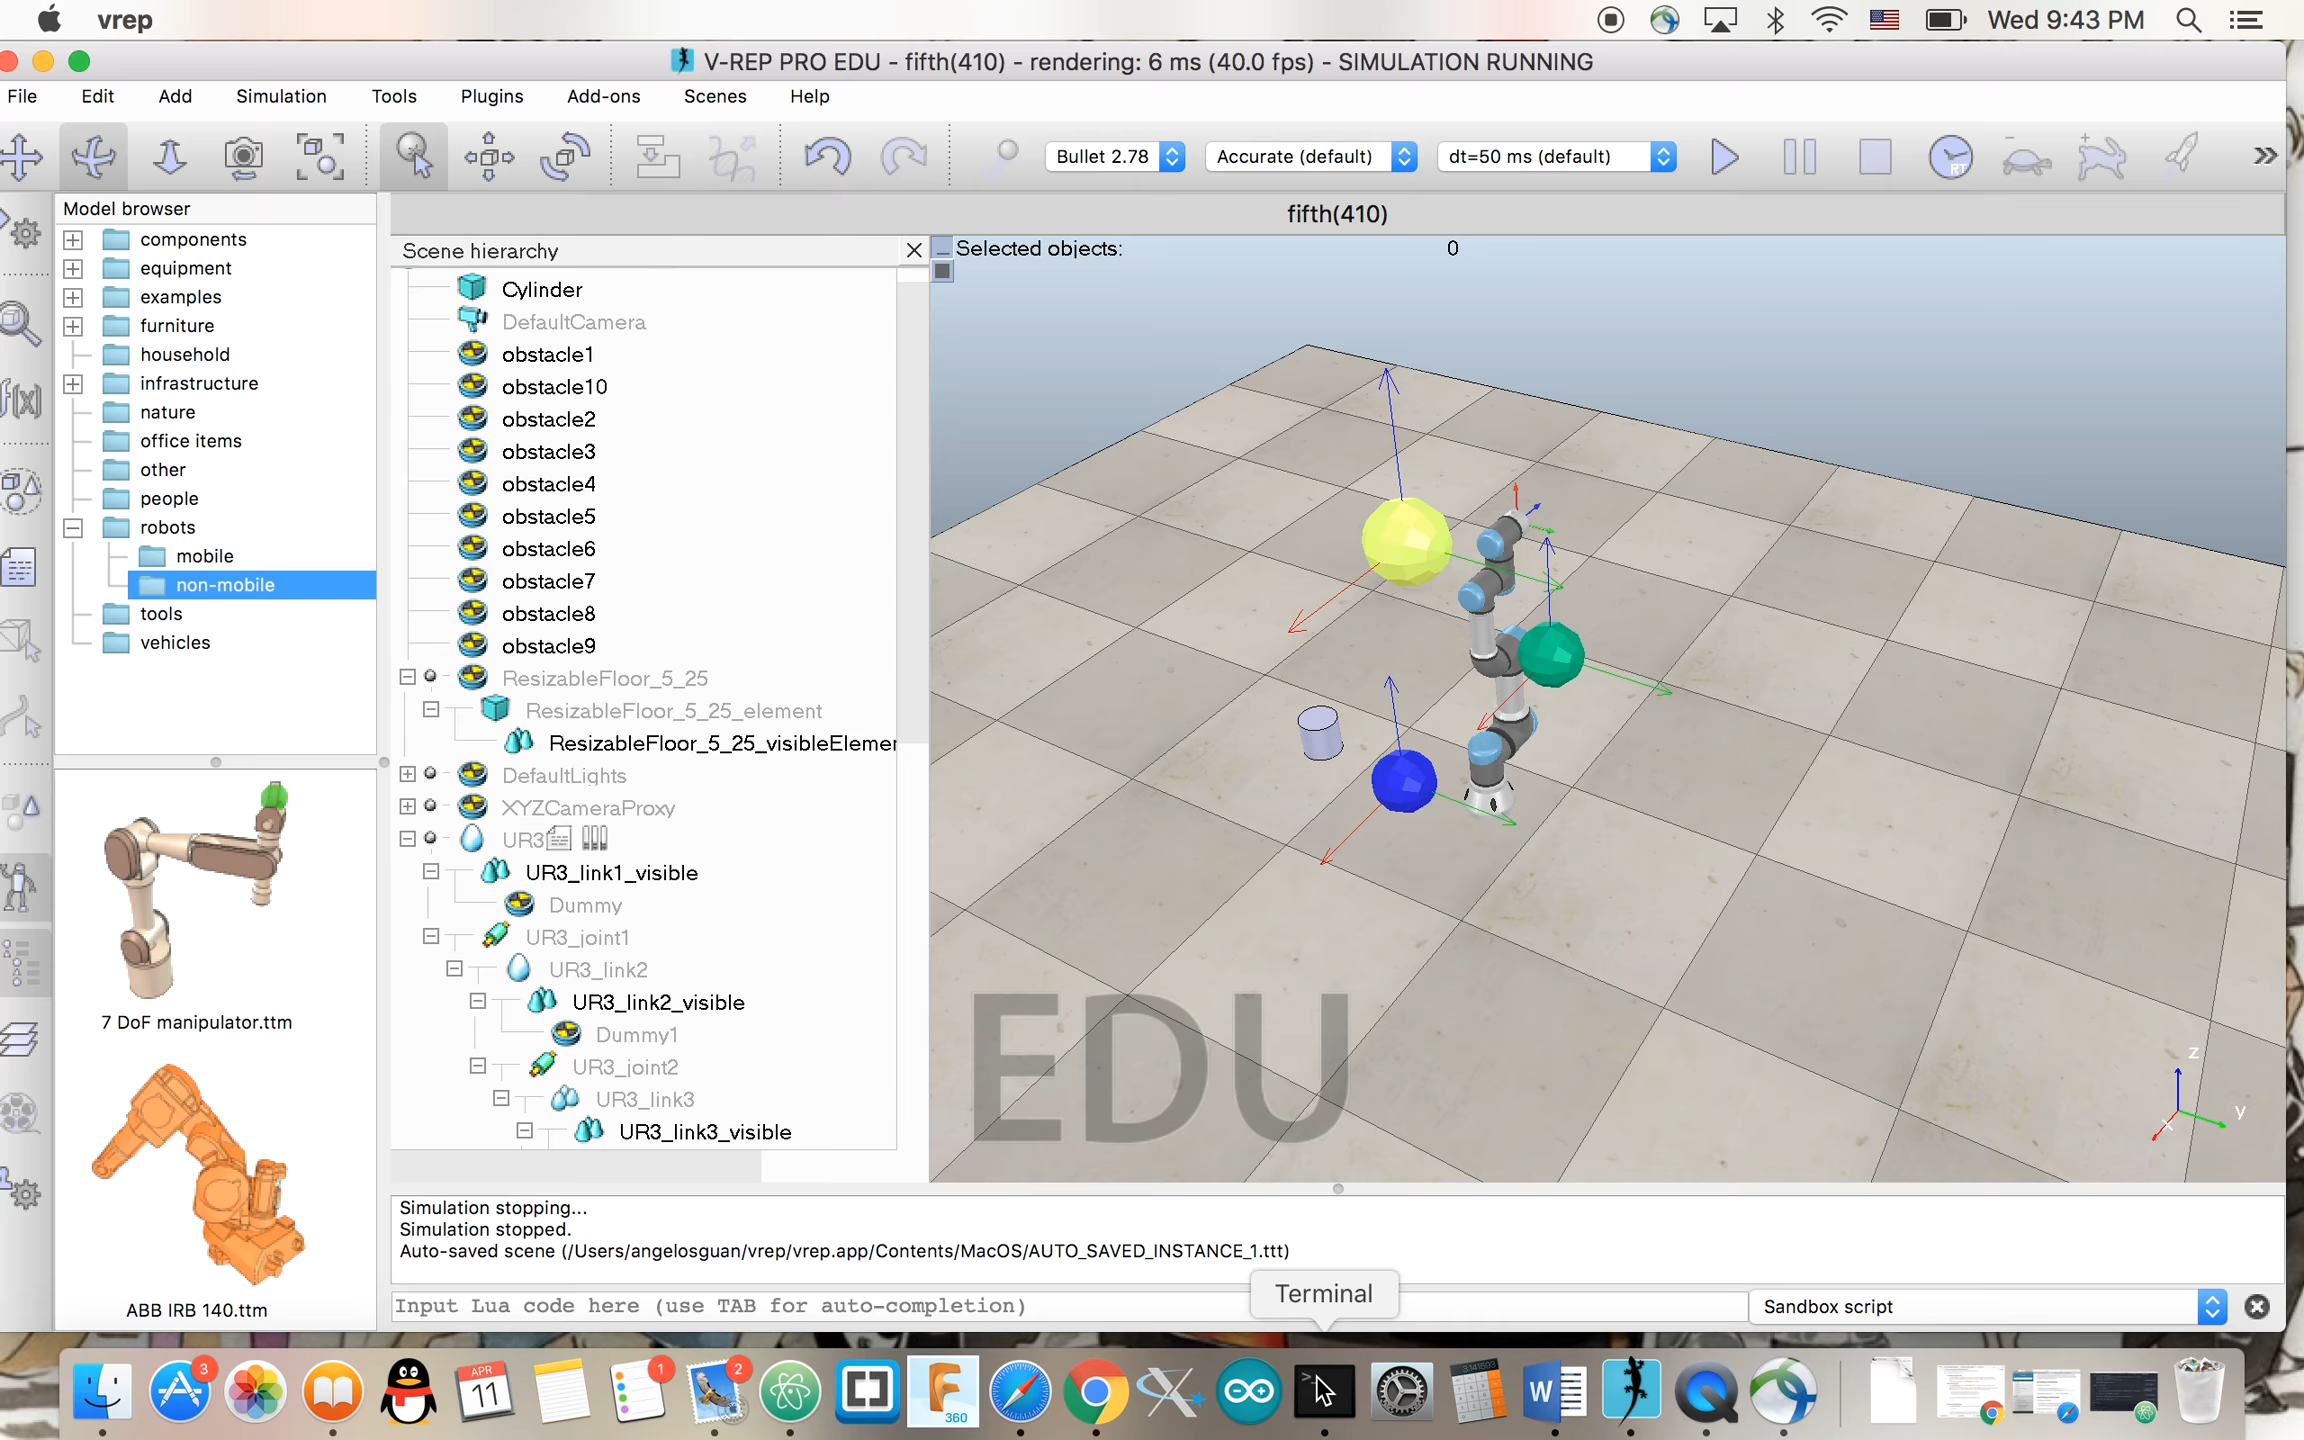 vrep
Wed 9:43 PM
V-REP PRO EDU - fifth(410) - rendering: 6 ms (40.0 fps) - SIMULATION RUNNING
File Edit Add Simulation Tools Plugins Add-ons Scenes Help
Bullet 2.78 Accurate (default) dt=50 ms (default) RT
Model browser
components
equipment
examples
furniture
household
infrastructure
nature
office items
other
people
robots
mobile
non-mobile
tools
vehicles
7 DoF manipulator.ttm
ABB IRB 140.ttm
fifth(410)
Scene hierarchy
Cylinder
DefaultCamera
obstacle1
obstacle10
obstacle2
obstacle3
obstacle4
obstacle5
obstacle6
obstacle7
obstacle8
obstacle9
ResizableFloor_5_25
ResizableFloor_5_25_element
ResizableFloor_5_25_visibleElemer
DefaultLights
XYZCameraProxy
UR3
UR3_link1_visible
Dummy
UR3_joint1
UR3_link2
UR3_link2_visible
Dummy1
UR3_joint2
UR3_link3
UR3_link3_visible
Selected objects: 0
EDU
z
y
x
Simulation stopping...
Simulation stopped.
Auto-saved scene (/Users/angelosguan/vrep/vrep.app/Contents/MacOS/AUTO_SAVED_INSTANCE_1.ttt)
Input Lua code here (use TAB for auto-completion)
Sandbox script
Terminal
3
APR
11
1
2
360
3.141593
W